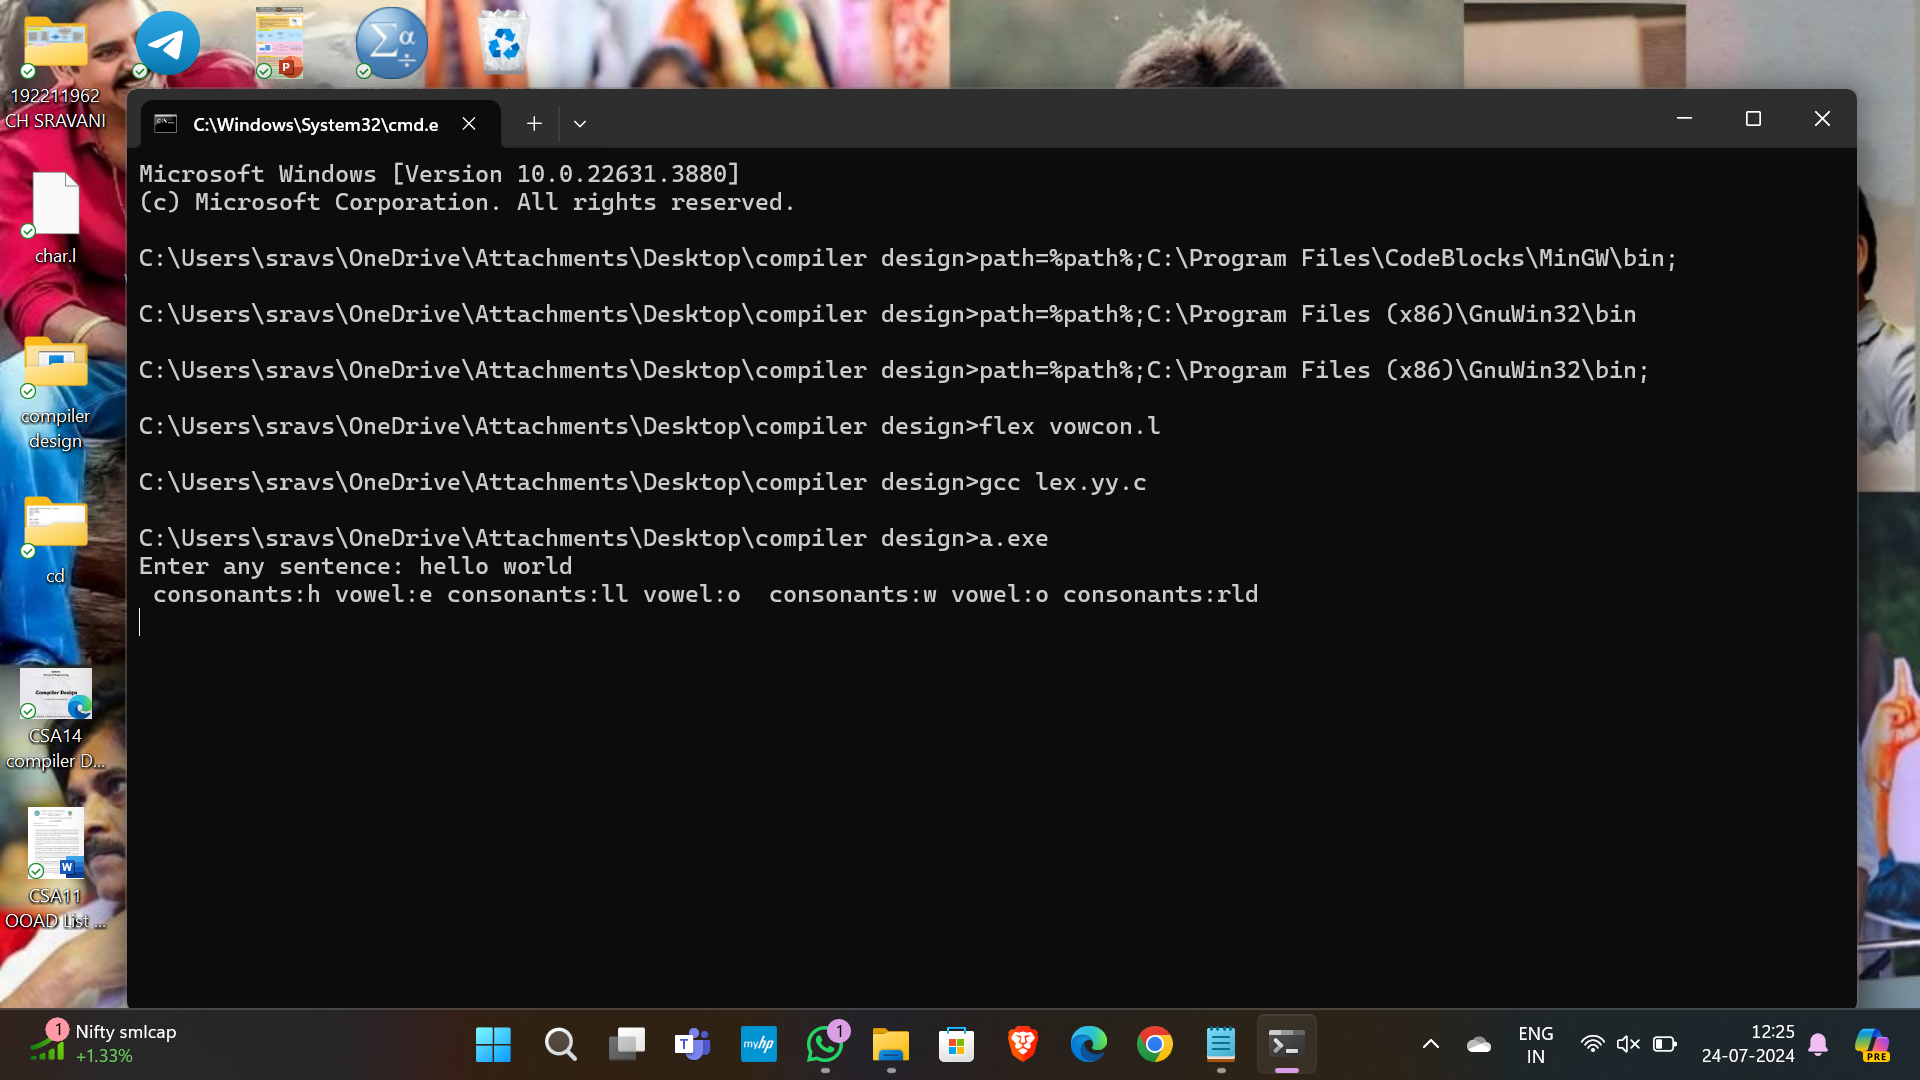 192211962
CH SRAVANI
char.l
compiler
design
cd
CSA14
compiler D...
CSA11
OOAD List ...
C:\Windows\System32\cmd.e
Microsoft Windows [Version 10.0.22631.3880]
(c) Microsoft Corporation. All rights reserved.
C:\Users\sravs\OneDrive\Attachments\Desktop\compiler design>path=%path%;C:\Program Files\CodeBlocks\MinGW\bin;
C:\Users\sravs\OneDrive\Attachments\Desktop\compiler design>path=%path%;C:\Program Files (x86)\GnuWin32\bin
C:\Users\sravs\OneDrive\Attachments\Desktop\compiler design>path=%path%;C:\Program Files (x86)\GnuWin32\bin;
C:\Users\sravs\OneDrive\Attachments\Desktop\compiler design>flex vowcon.l
C:\Users\sravs\OneDrive\Attachments\Desktop\compiler design>gcc lex.yy.c
C:\Users\sravs\OneDrive\Attachments\Desktop\compiler design>a.exe
Enter any sentence: hello world
 consonants:h vowel:e consonants:ll vowel:o  consonants:w vowel:o consonants:rld
1
Nifty smlcap
+1.33%
T
myhp
1
ENG
IN
12:25
24-07-2024
PRE